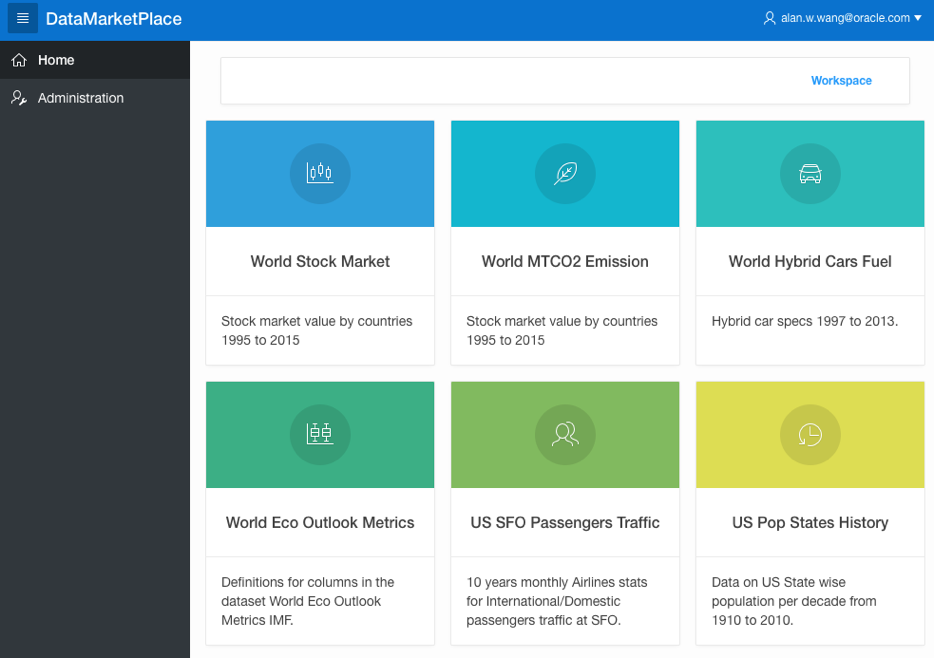 DataMarketPlace
alan.w.wang@oracle.com
Home
Administration
Workspace
World Stock Market
Stock market value by countries
1995 to 2015
World MTCO2 Emission
Stock market value by countries
1995 to 2015
World Hybrid Cars Fuel
Hybrid car specs 1997 to 2013.
World Eco Outlook Metrics
Definitions for columns in the
dataset World Eco Outlook
Metrics IMF.
US SFO Passengers Traffic
10 years monthly Airlines stats
for International/Domestic
passengers traffic at SFO.
US Pop States History
Data on US State wise
population per decade from
1910 to 2010.